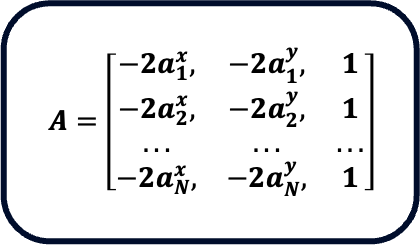 −2a₁ˣ, −2a₁ʸ, 1
A = −2a₂ˣ, −2a₂ʸ, 1
... ... ...
−2a_Nˣ, −2a_Nʸ, 1